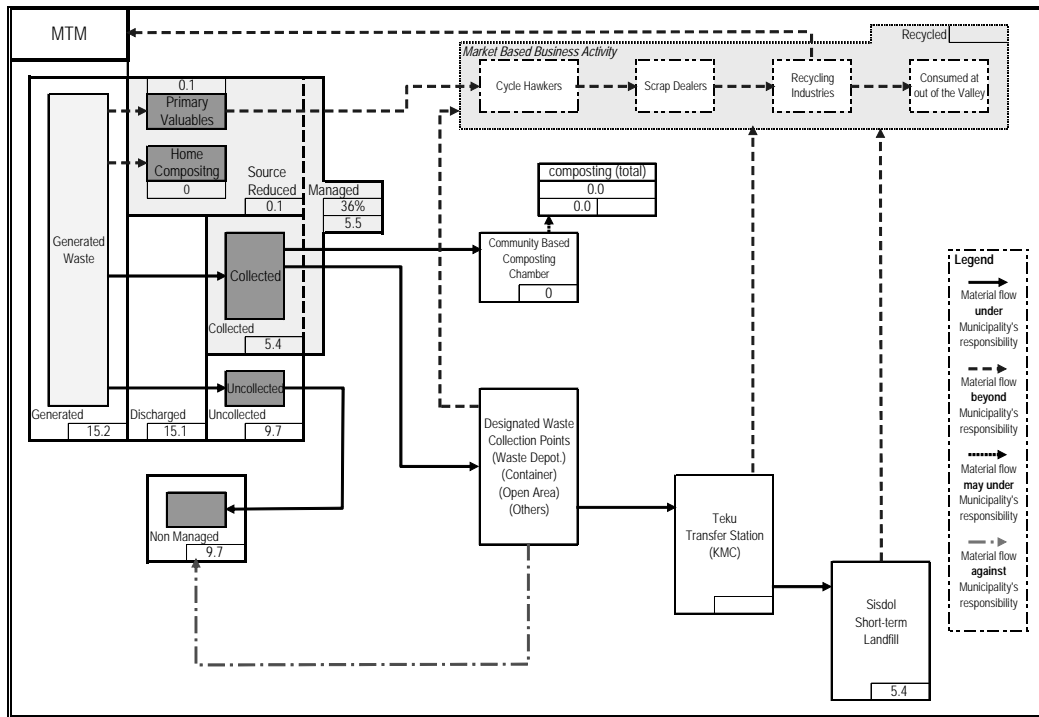 MTM
Recycled
Market Based Business Activity
Cycle Hawkers
Scrap Dealers
Recycling
Industries
Consumed at
out of the Valley
0.1
Primary
Valuables
Home
Compositng
0
Source
Reduced
0.1
Managed
36%
5.5
composting (total)
0.0
0.0
Generated
Waste
Collected
Collected
5.4
Community Based
Composting
Chamber
0
Uncollected
Generated
15.2
Discharged
15.1
Uncollected
9.7
Designated Waste
Collection Points
(Waste Depot.)
(Container)
(Open Area)
(Others)
Non Managed
9.7
Teku
Transfer Station
(KMC)
Sisdol
Short-term
Landfill
5.4
Legend
Material flow
under
Municipality's
responsibility
Material flow
beyond
Municipality's
responsibility
Material flow
may under
Municipality's
responsibility
Material flow
against
Municipality's
responsibility